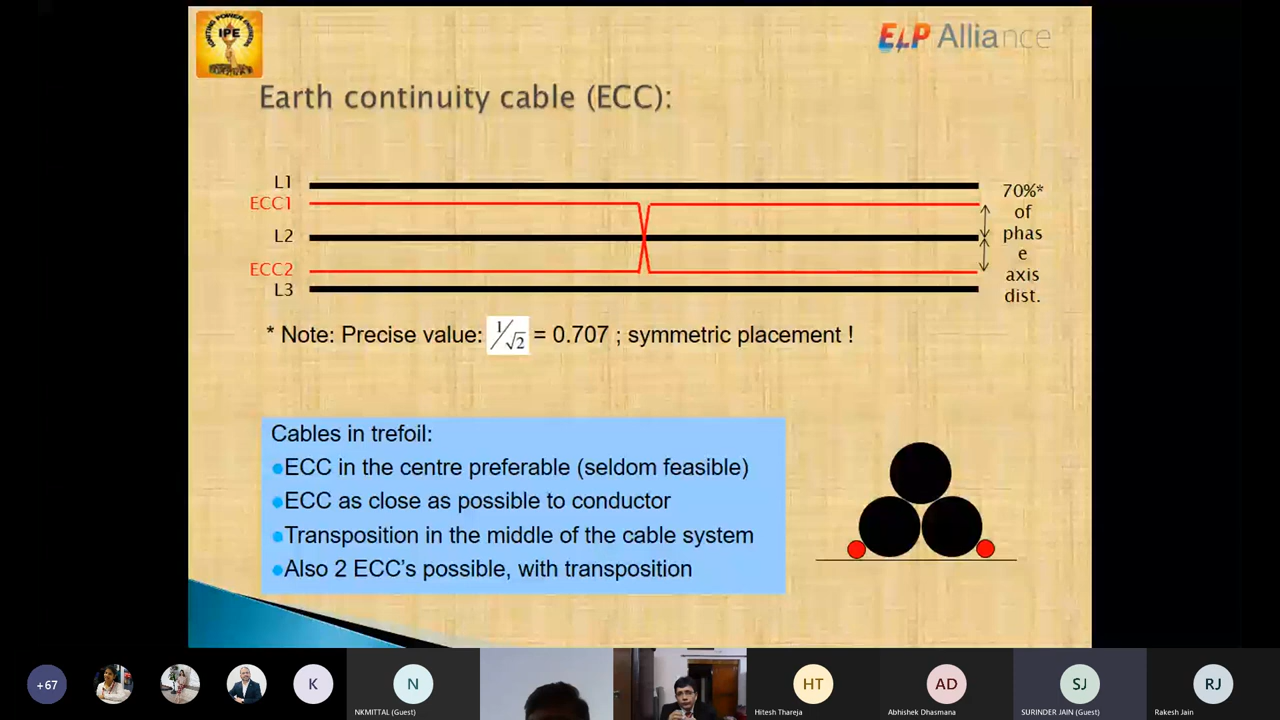 IPE
ELP Alliance
Earth continuity cable (ECC):
L1
ECC1
L2
ECC2
L3
70%*
of
phas
e
axis
dist.
* Note: Precise value: 1/√2 = 0.707 ; symmetric placement !
Cables in trefoil:
●ECC in the centre preferable (seldom feasible)
●ECC as close as possible to conductor
●Transposition in the middle of the cable system
●Also 2 ECC's possible, with transposition
+67
K
N
NKMITTAL (Guest)
HT
Hitesh Thareja
AD
Abhishek Dhasmana
SJ
SURINDER JAIN (Guest)
RJ
Rakesh Jain